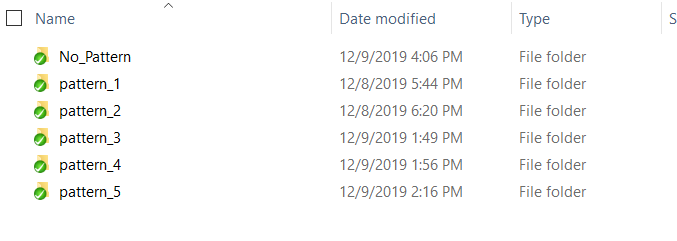 Name Date modified Type S
No_Pattern 12/9/2019 4:06 PM File folder
pattern_1 12/8/2019 5:44 PM File folder
pattern_2 12/8/2019 6:20 PM File folder
pattern_3 12/9/2019 1:49 PM File folder
pattern_4 12/9/2019 1:56 PM File folder
pattern_5 12/9/2019 2:16 PM File folder